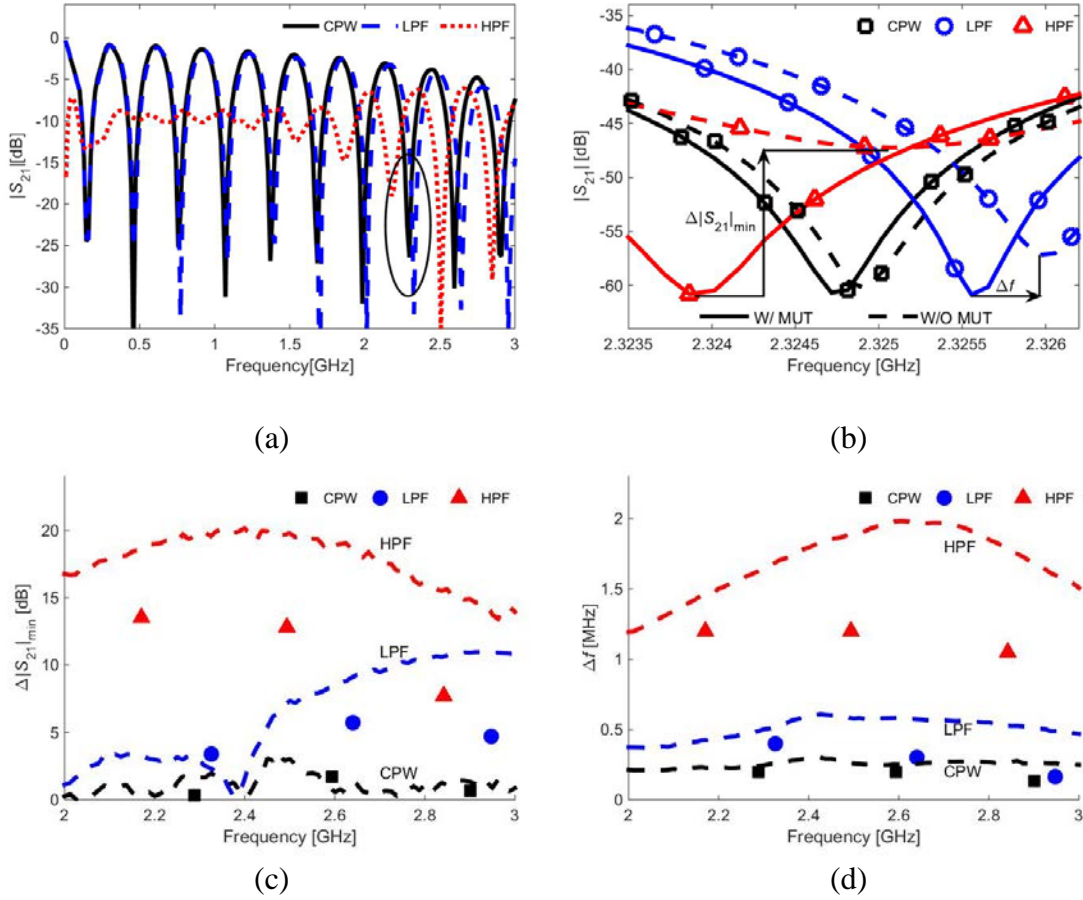 CPW LPF HPF
0
-5
-10
-15
-20
-25
-30
-35
|S21|[dB]
0 0.5 1 1.5 2 2.5 3
Frequency[GHz]
(a)
CPW LPF HPF
-35
-40
-45
-50
-55
-60
|S21| [dB]
Δ|S21|min
Δf
W/ MUT W/O MUT
2.3235 2.324 2.3245 2.325 2.3255 2.326
Frequency [GHz]
(b)
CPW LPF HPF
20
15
10
5
0
Δ|S21|min [dB]
HPF
LPF
CPW
2 2.2 2.4 2.6 2.8 3
Frequency [GHz]
(c)
CPW LPF HPF
2
1.5
1
0.5
0
Δf [MHz]
HPF
LPF
CPW
2 2.2 2.4 2.6 2.8 3
Frequency [GHz]
(d)